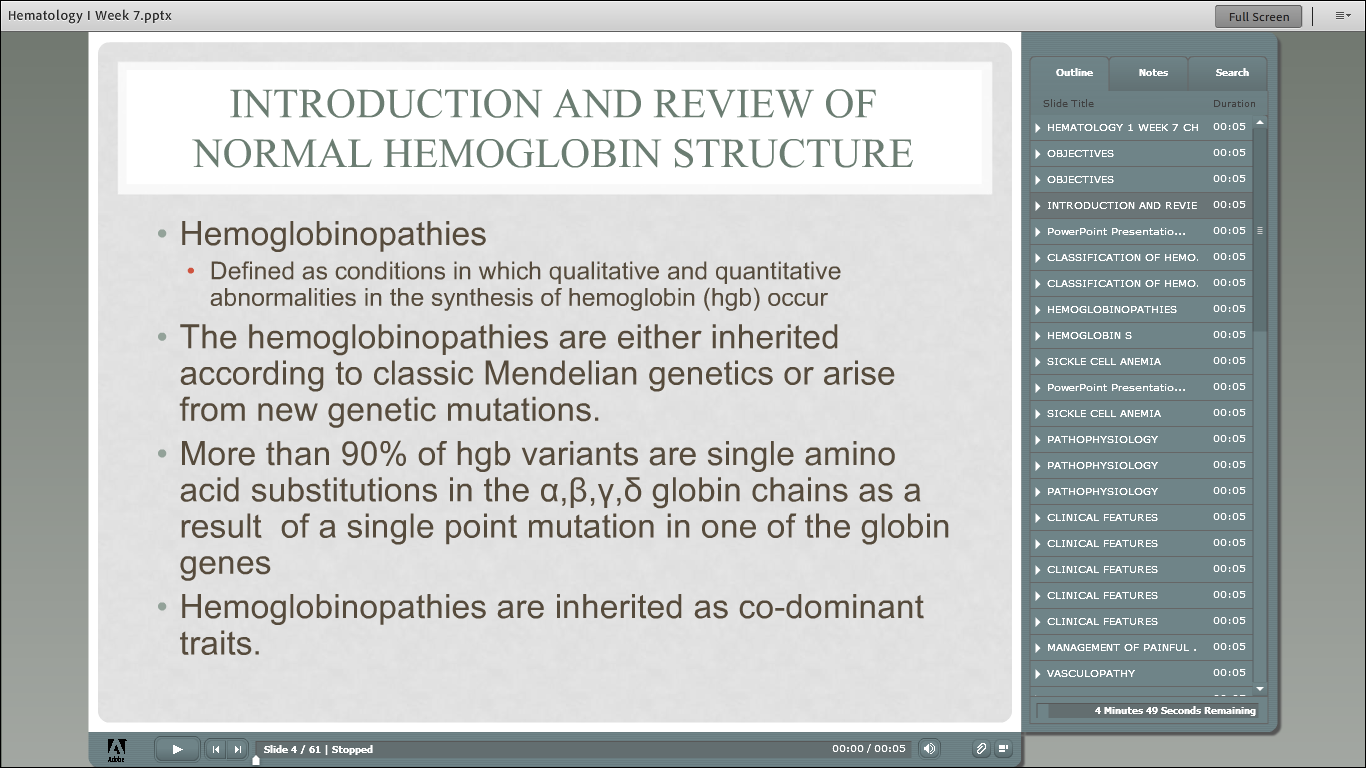 Hematology I Week 7.pptx
Full Screen
INTRODUCTION AND REVIEW OF
NORMAL HEMOGLOBIN STRUCTURE
• Hemoglobinopathies
• Defined as conditions in which qualitative and quantitative
abnormalities in the synthesis of hemoglobin (hgb) occur
• The hemoglobinopathies are either inherited
according to classic Mendelian genetics or arise
from new genetic mutations.
• More than 90% of hgb variants are single amino
acid substitutions in the α,β,γ,δ globin chains as a
result of a single point mutation in one of the globin
genes
• Hemoglobinopathies are inherited as co-dominant
traits.
Outline Notes Search
Slide Title Duration
HEMATOLOGY 1 WEEK 7 CH 00:05
OBJECTIVES 00:05
OBJECTIVES 00:05
INTRODUCTION AND REVIE 00:05
PowerPoint Presentatio... 00:05
CLASSIFICATION OF HEMO. 00:05
CLASSIFICATION OF HEMO. 00:05
HEMOGLOBINOPATHIES 00:05
HEMOGLOBIN S 00:05
SICKLE CELL ANEMIA 00:05
PowerPoint Presentatio... 00:05
SICKLE CELL ANEMIA 00:05
PATHOPHYSIOLOGY 00:05
PATHOPHYSIOLOGY 00:05
PATHOPHYSIOLOGY 00:05
CLINICAL FEATURES 00:05
CLINICAL FEATURES 00:05
CLINICAL FEATURES 00:05
CLINICAL FEATURES 00:05
CLINICAL FEATURES 00:05
MANAGEMENT OF PAINFUL . 00:05
VASCULOPATHY 00:05
4 Minutes 49 Seconds Remaining
Adobe
Slide 4 / 61 | Stopped
00:00 / 00:05